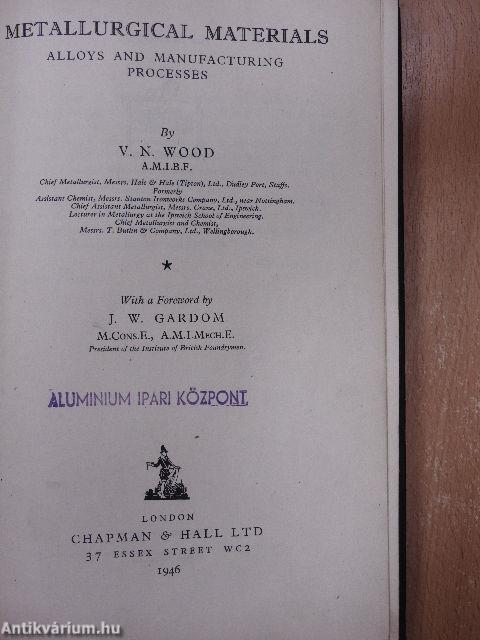 METALLURGICAL MATERIALS
ALLOYS AND MANUFACTURING
PROCESSES
By
V. N. WOOD
A.M.I.B.F.
Chief Metallurgist, Messrs. Hale & Hale (Tipton), Ltd., Dudley Port, Staffs.
Formerly
Assistant Chemist, Messrs. Stanton Ironworks Company, Ltd., near Nottingham.
Chief Assistant Metallurgist, Messrs. Crane, Ltd., Ipswich.
Lecturer in Metallurgy at the Ipswich School of Engineering.
Chief Metallurgist and Chemist,
Messrs. T. Butlin & Company, Ltd., Wellingborough.
With a Foreword by
J. W. GARDOM
M.CONS.E., A.M.I.MECH.E.
President of the Institute of British Foundrymen.
ALUMINIUM IPARI KÖZPONT
LONDON
CHAPMAN & HALL LTD
37 ESSEX STREET WC2
1946
Antikvárium.hu